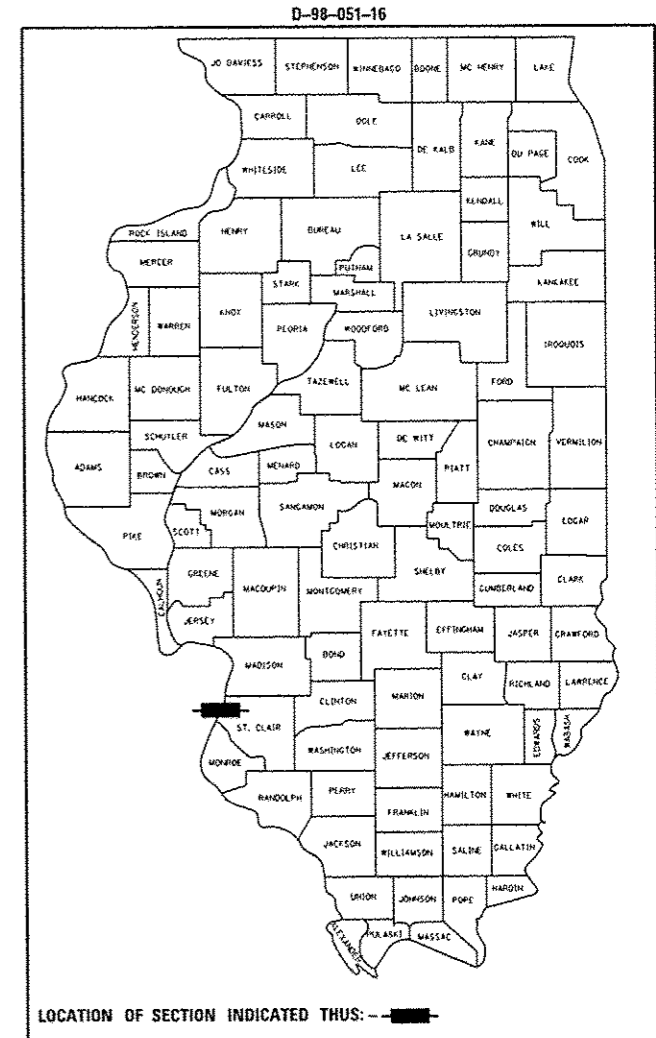 D-98-051-16
JO DAVIESS STEPHENSON WINNEBAGO BOONE MC HENRY LAKE
CARROLL OGLE
DE KALB KANE DU PAGE COOK
WHITESIDE LEE
KENDALL
WILL
ROCK ISLAND HENRY BUREAU LA SALLE
GRUNDY
MERCER PUTNAM
STARK MARSHALL KANKAKEE
HENDERSON WARREN KNOX PEORIA WOODFORD LIVINGSTON
IROQUOIS
HANCOCK MC DONOUGH FULTON TAZEWELL MC LEAN FORD
MASON
SCHUYLER LOGAN DE WITT CHAMPAIGN VERMILION
ADAMS BROWN CASS MENARD PIATT
MACON
MORGAN SANGAMON DOUGLAS
PIKE SCOTT MOULTRIE EDGAR
CHRISTIAN COLES
GREENE SHELBY
CALHOUN MACOUPIN MONTGOMERY CUMBERLAND CLARK
JERSEY
FAYETTE EFFINGHAM JASPER CRAWFORD
MADISON BOND
CLAY RICHLAND LAWRENCE
CLINTON MARION
ST. CLAIR WAYNE EDWARDS WABASH
WASHINGTON JEFFERSON
MONROE
RANDOLPH PERRY HAMILTON WHITE
FRANKLIN
JACKSON WILLIAMSON SALINE GALLATIN
UNION JOHNSON POPE HARDIN
ALEXANDER PULASKI MASSAC
LOCATION OF SECTION INDICATED THUS: